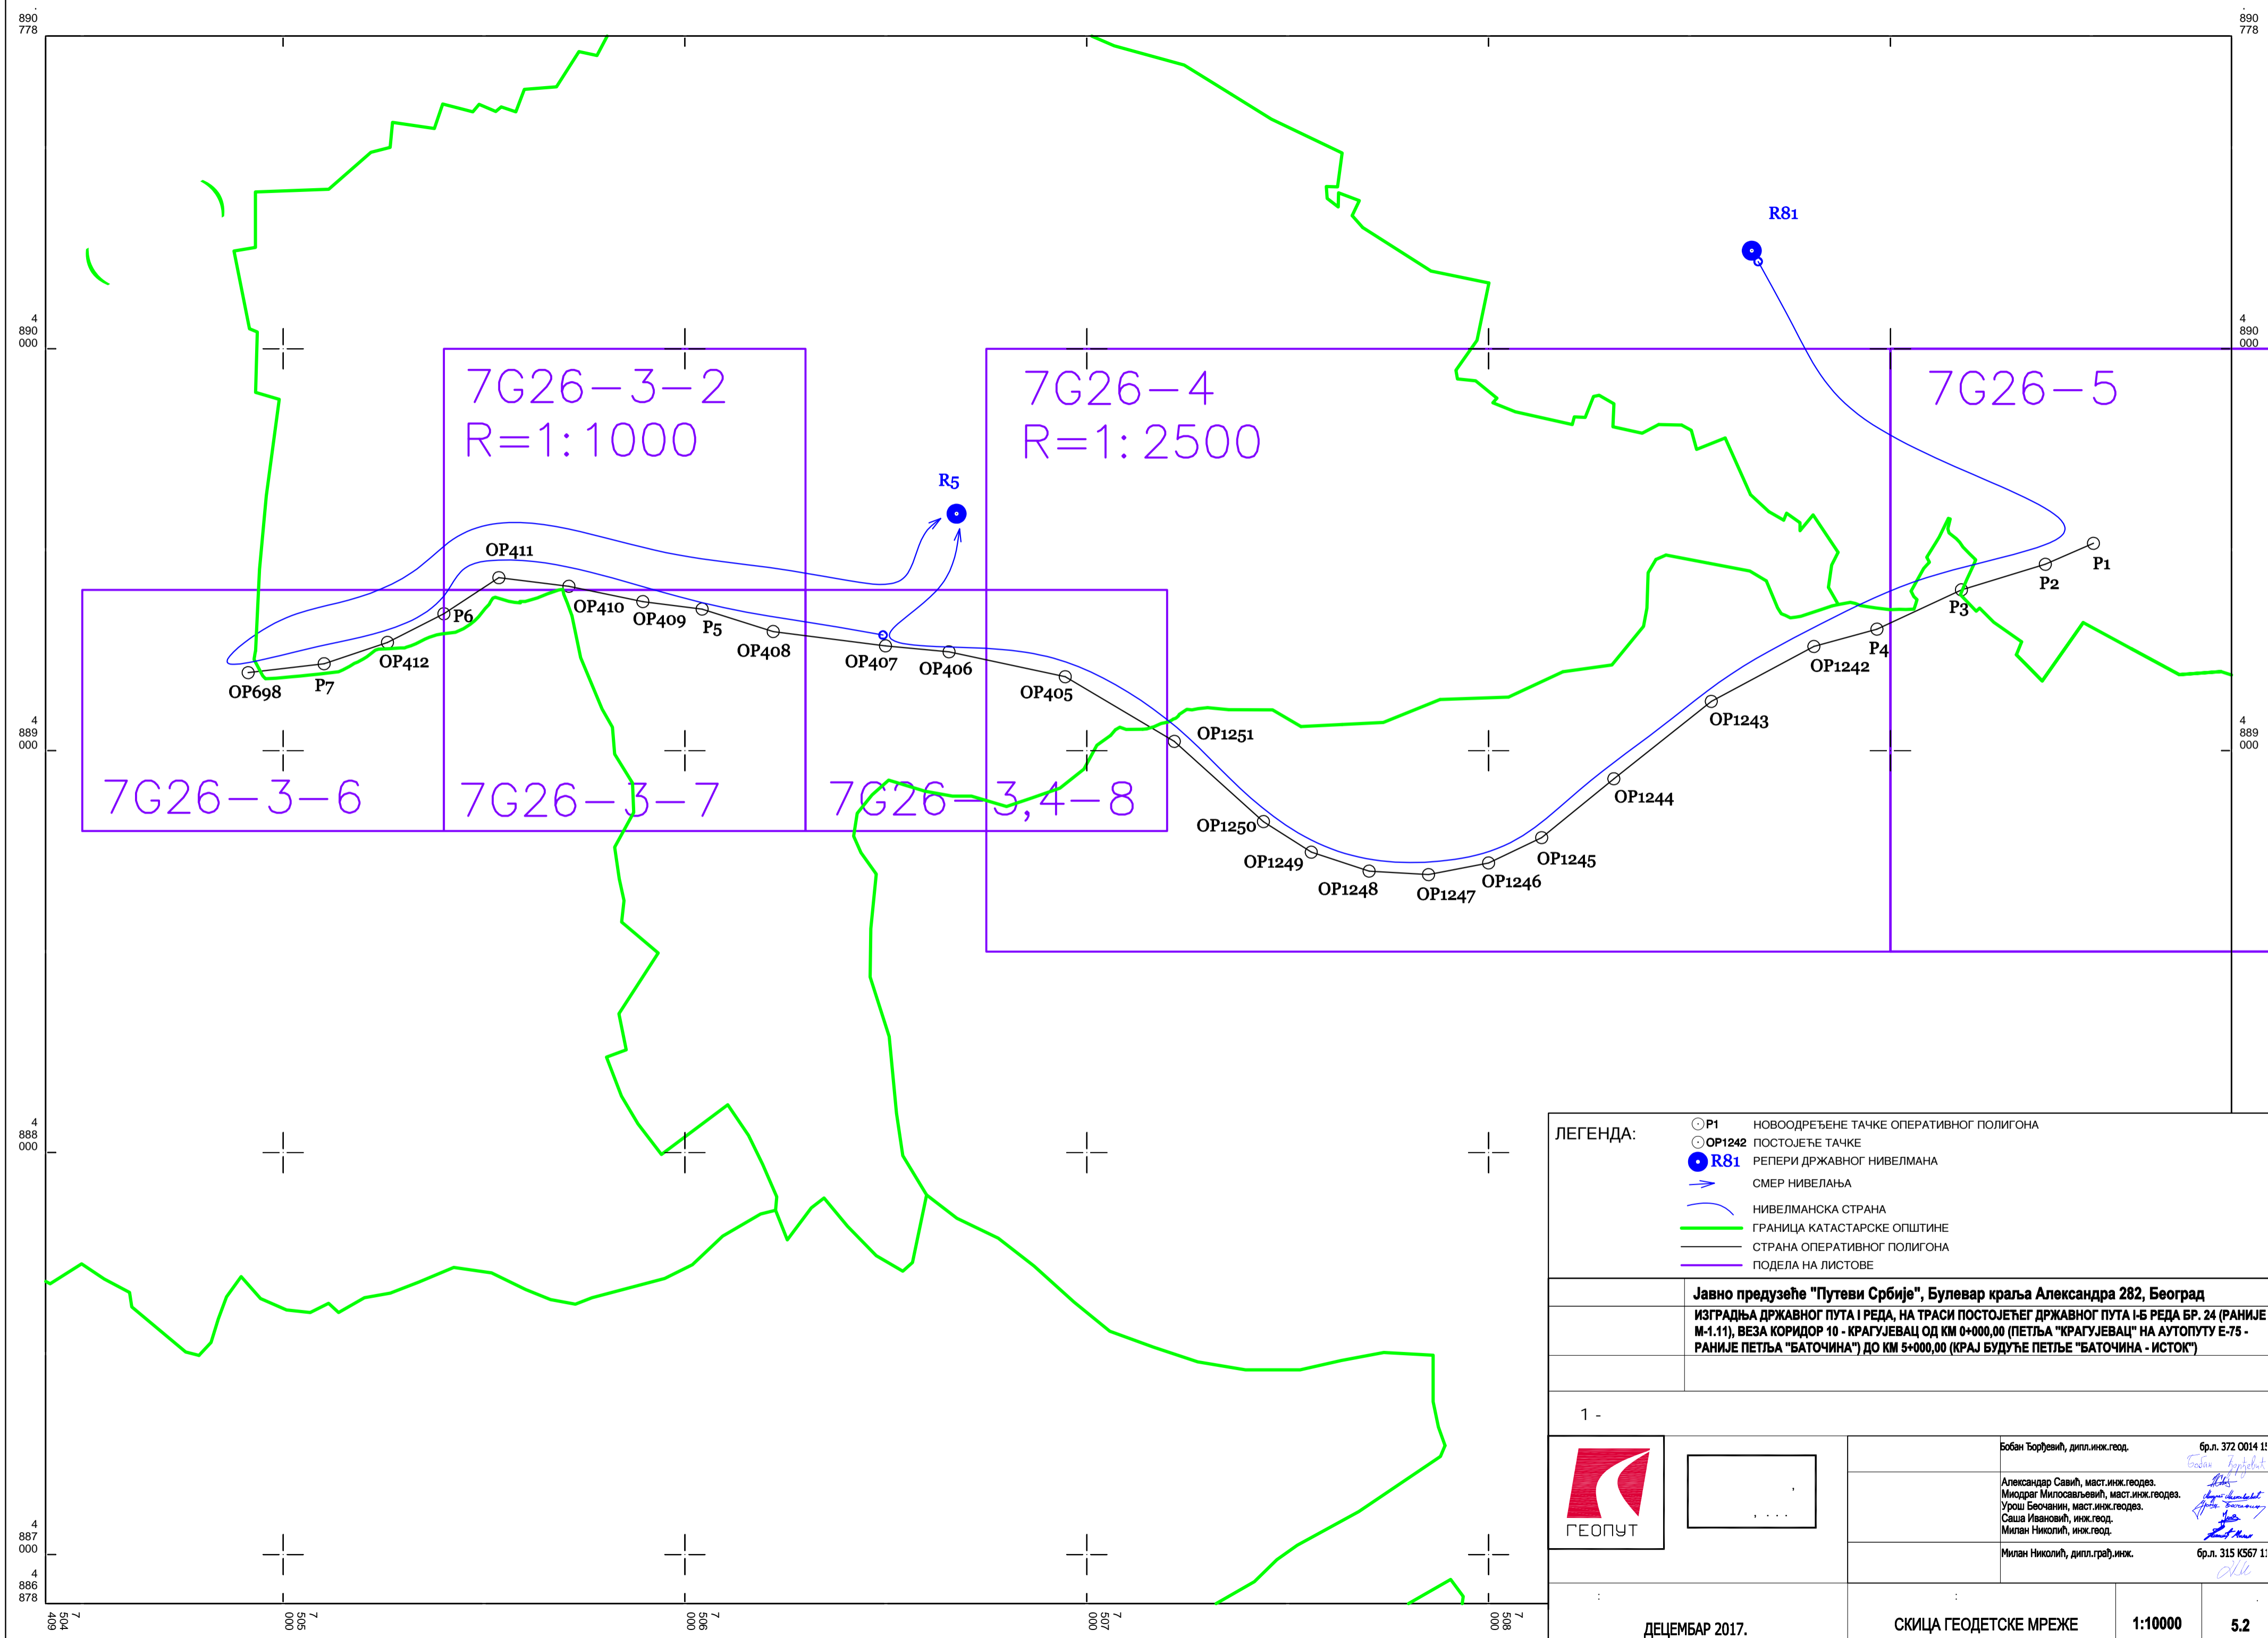 890
778
890
778
R81
4
890
000
4
890
000
7G26-3-2
R=1:1000
7G26-4
R=1:2500
7G26-5
R5
OP411
P1
P2
P3
P6
OP410
OP409
P5
OP408
OP412
OP407
OP406
P4
OP1242
OP698
P7
OP405
OP1243
OP1251
4
889
000
4
889
000
7G26-3-6
7G26-3-7
7G26-3,4-8
OP1244
OP1250
OP1249
OP1245
OP1248
OP1247
OP1246
4
888
000
ЛЕГЕНДА:
P1 НОВООДРЕЂЕНЕ ТАЧКЕ ОПЕРАТИВНОГ ПОЛИГОНА
OP1242 ПОСТОЈЕЋЕ ТАЧКЕ
R81 РЕПЕРИ ДРЖАВНОГ НИВЕЛМАНА
СМЕР НИВЕЛАЊА
НИВЕЛМАНСКА СТРАНА
ГРАНИЦА КАТАСТАРСКЕ ОПШТИНЕ
СТРАНА ОПЕРАТИВНОГ ПОЛИГОНА
ПОДЕЛА НА ЛИСТОВЕ
Јавно предузеће "Путеви Србије", Булевар краља Александра 282, Београд
ИЗГРАДЊА ДРЖАВНОГ ПУТА I РЕДА, НА ТРАСИ ПОСТОЈЕЋЕГ ДРЖАВНОГ ПУТА I-Б РЕДА БР. 24 (РАНИЈЕ
М-1.11), ВЕЗА КОРИДОР 10 - КРАГУЈЕВАЦ ОД КМ 0+000,00 (ПЕТЉА "КРАГУЈЕВАЦ" НА АУТОПУТУ Е-75 -
РАНИЈЕ ПЕТЉА "БАТОЧИНА") ДО КМ 5+000,00 (КРАЈ БУДУЋЕ ПЕТЉЕ "БАТОЧИНА - ИСТОК")
1 -
ГЕОПУТ
Бобан Ђорђевић, дипл.инж.геод. бр.л. 372 O014 15
Александар Савић, маст.инж.геодез.
Миодраг Милосављевић, маст.инж.геодез.
Урош Беочанин, маст.инж.геодез.
Саша Ивановић, инж.геод.
Милан Николић, инж.геод.
Милан Николић, дипл.грађ.инж. бр.л. 315 K567 11
4
887
000
4
886
878
7
504
409
7
505
000
7
506
000
7
507
000
7
508
000
ДЕЦЕМБАР 2017.
СКИЦА ГЕОДЕТСКЕ МРЕЖЕ
1:10000
5.2